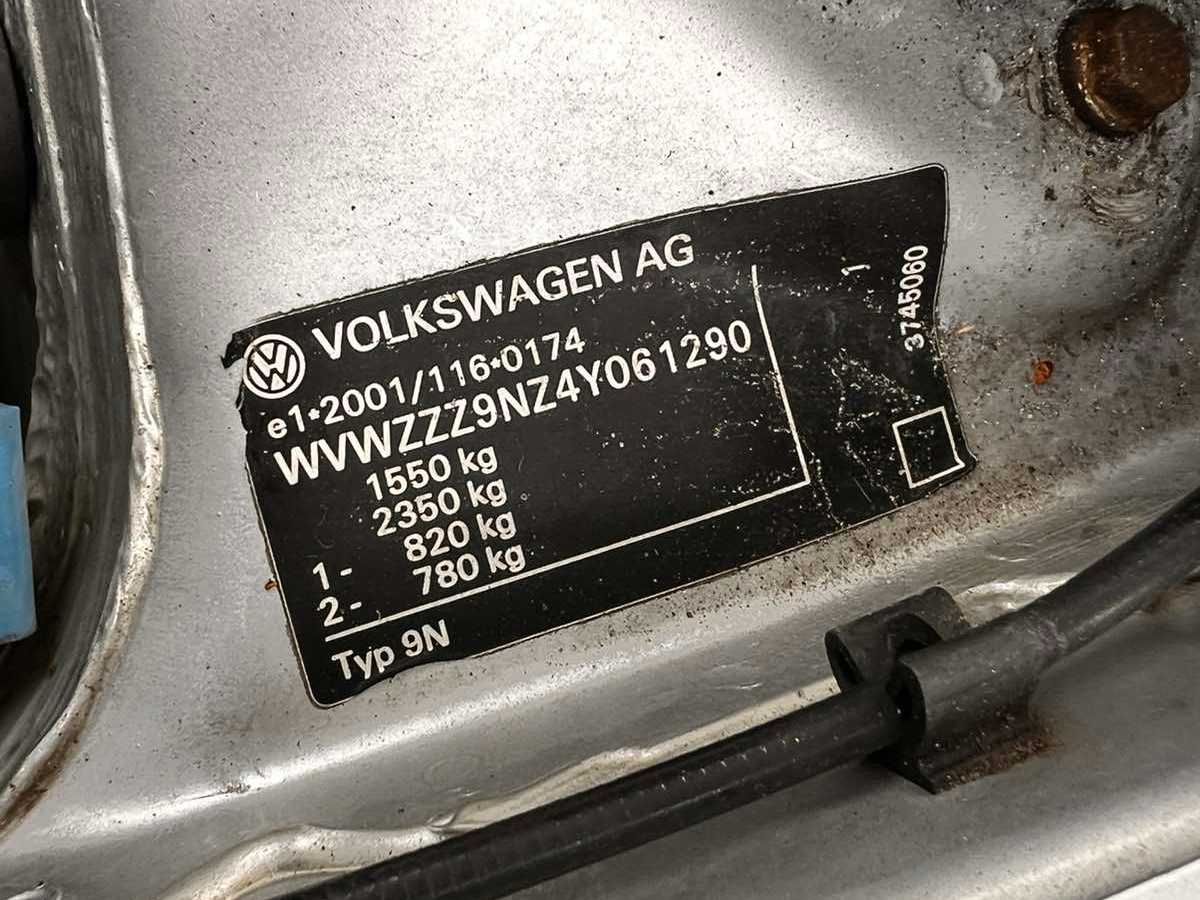 VOLKSWAGEN AG
e1*2001/116*0174
WVWZZZ9NZ4Y061290
1550 kg
2350 kg
1- 820 kg
2- 780 kg
Typ 9N
1
3745060